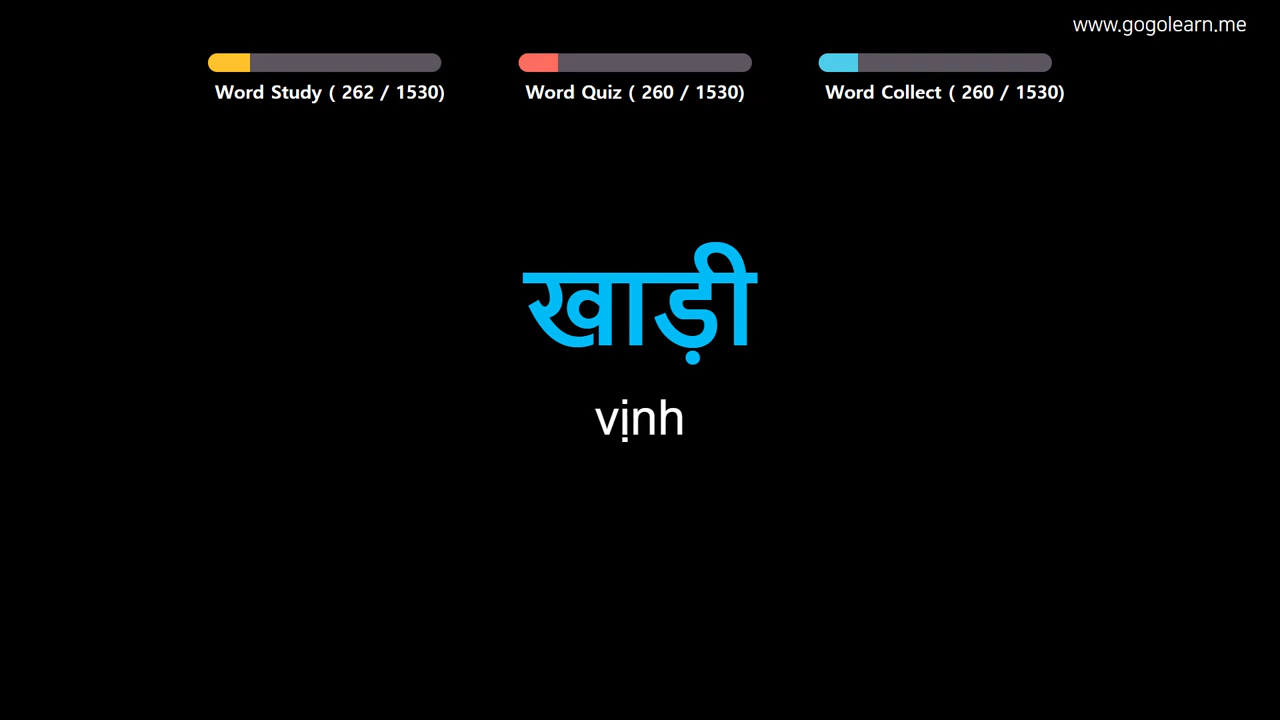 www.gogolearn.me
Word Study ( 262 / 1530)
Word Quiz ( 260 / 1530)
Word Collect ( 260 / 1530)
खाड़ी
vịnh